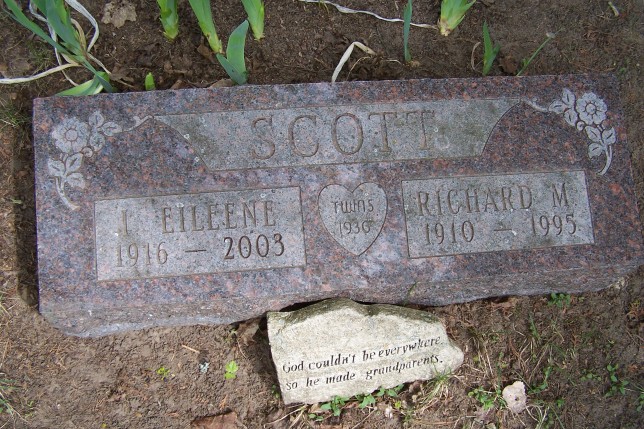 SCOTT
I EILEENE
1916 — 2003
TWINS
1936
RICHARD M
1910 — 1995
God couldn't be everywhere,
so he made grandparents.